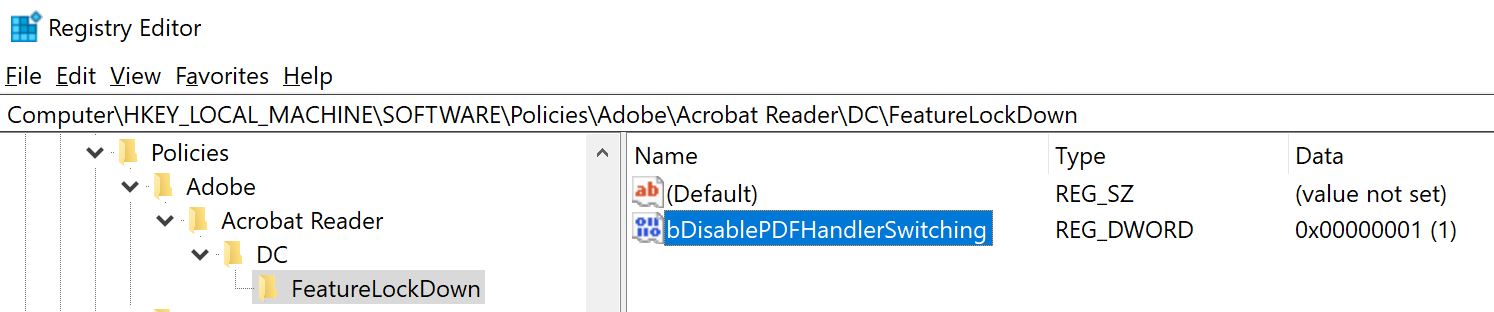 Registry Editor
File Edit View Favorites Help
Computer\HKEY_LOCAL_MACHINE\SOFTWARE\Policies\Adobe\Acrobat Reader\DC\FeatureLockDown
Policies
Adobe
Acrobat Reader
DC
FeatureLockDown
Name Type Data
(Default) REG_SZ (value not set)
bDisablePDFHandlerSwitching REG_DWORD 0x00000001 (1)